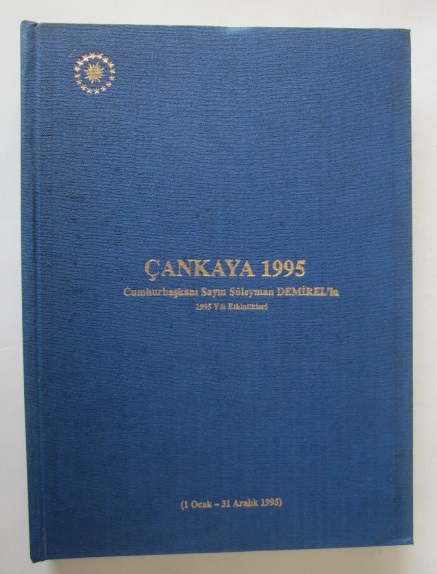 ÇANKAYA 1995
Cumhurbaşkanı Sayın Süleyman DEMİREL'in
1995 Yılı Etkinlikleri
(1 Ocak – 31 Aralık 1995)